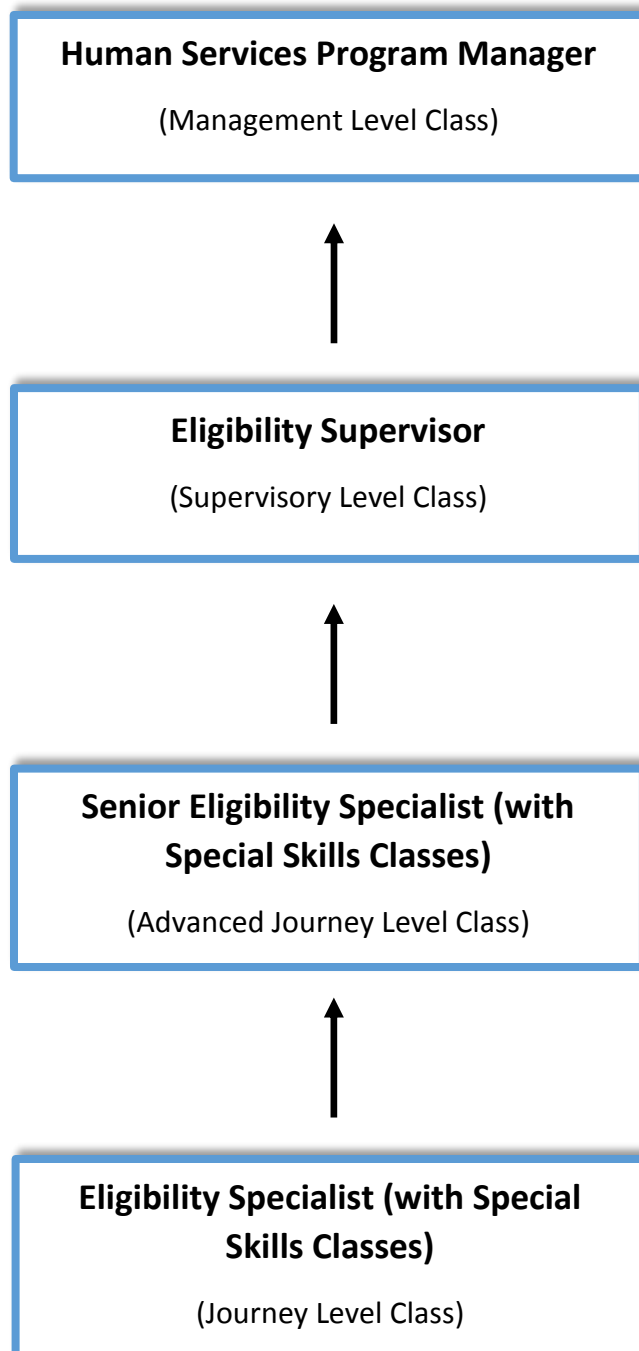 Human Services Program Manager
(Management Level Class)
Eligibility Supervisor
(Supervisory Level Class)
Senior Eligibility Specialist (with
Special Skills Classes)
(Advanced Journey Level Class)
Eligibility Specialist (with Special
Skills Classes)
(Journey Level Class)